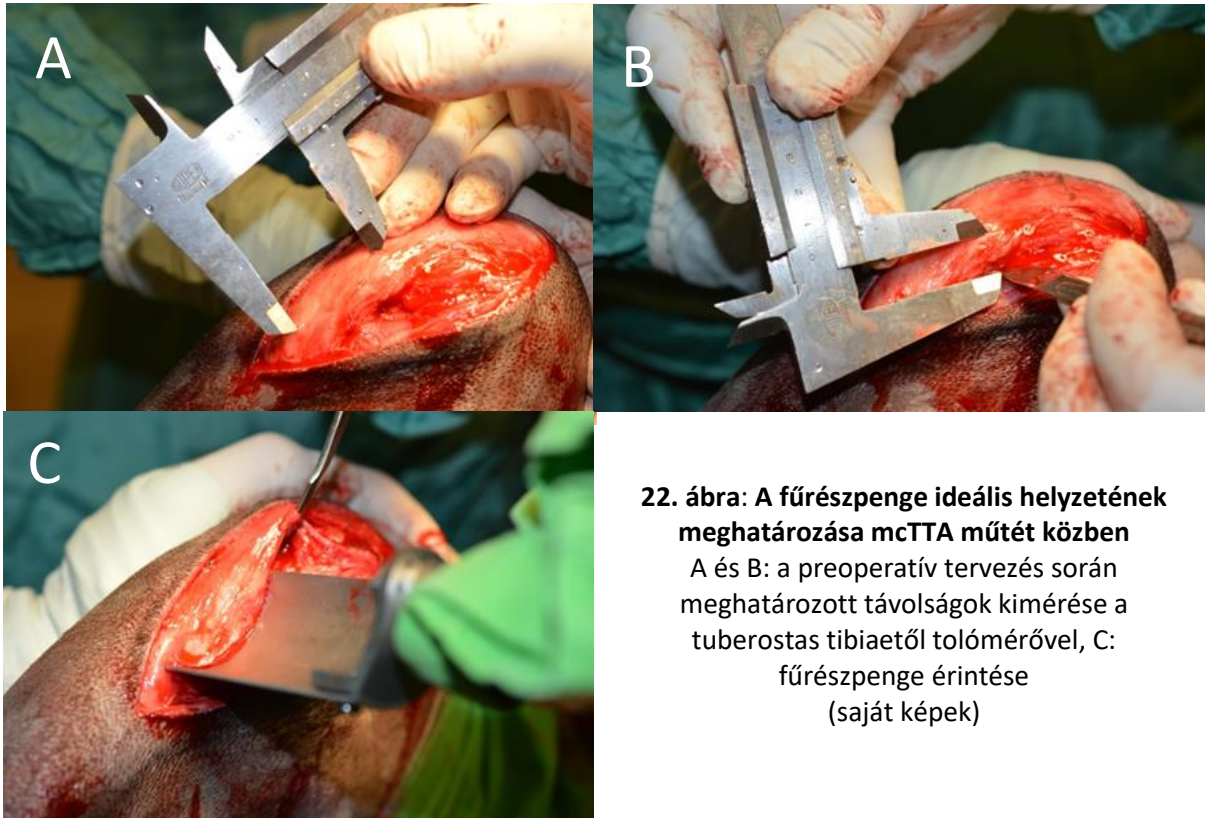 A
B
C
22. ábra: A fűrészpenge ideális helyzetének
meghatározása mcTTA műtét közben
A és B: a preoperatív tervezés során
meghatározott távolságok kimérése a
tuberostas tibiaetől tolómérővel, C:
fűrészpenge érintése
(saját képek)